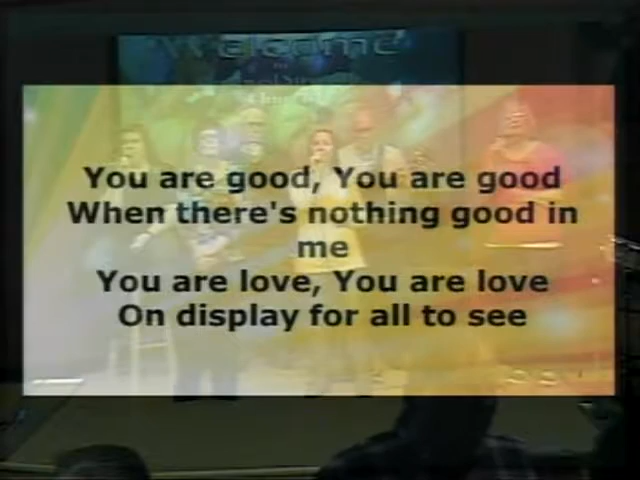 Welcome
You are good, You are good
When there's nothing good in
me
You are love, You are love
On display for all to see